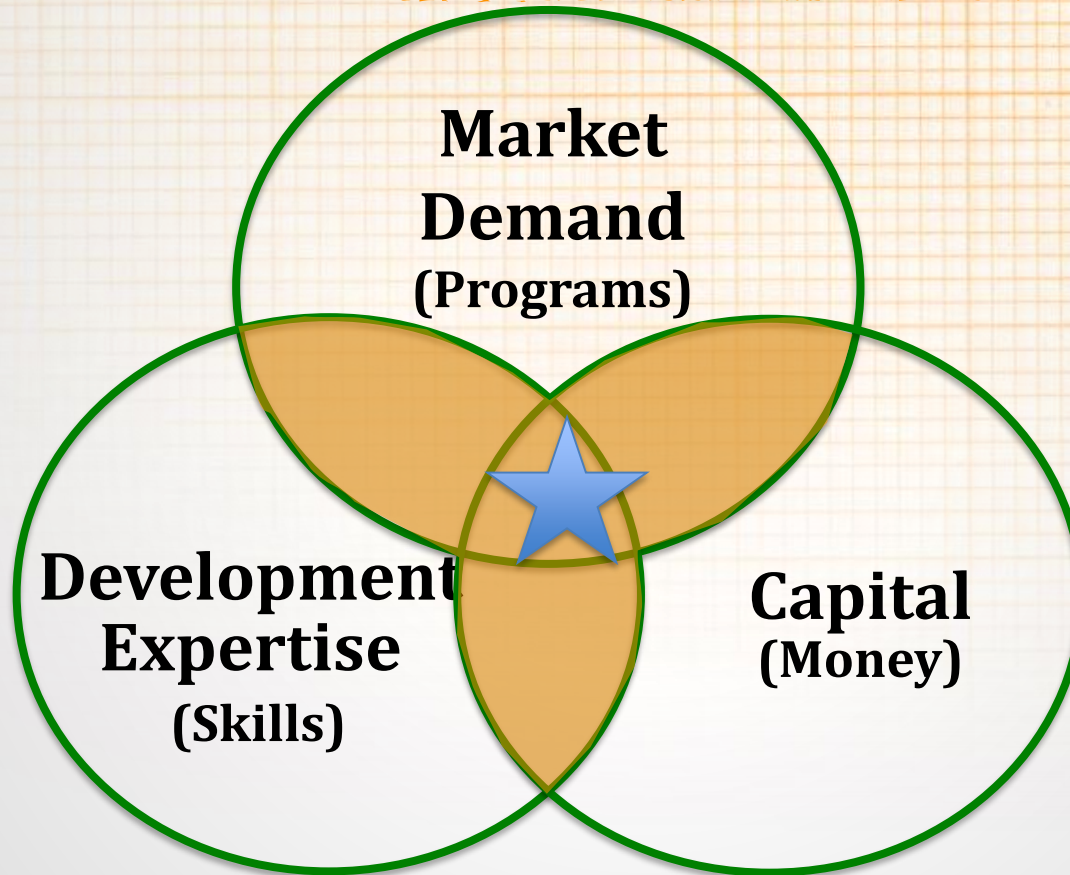 Market
Demand
(Programs)
Development
Expertise
(Skills)
Capital
(Money)